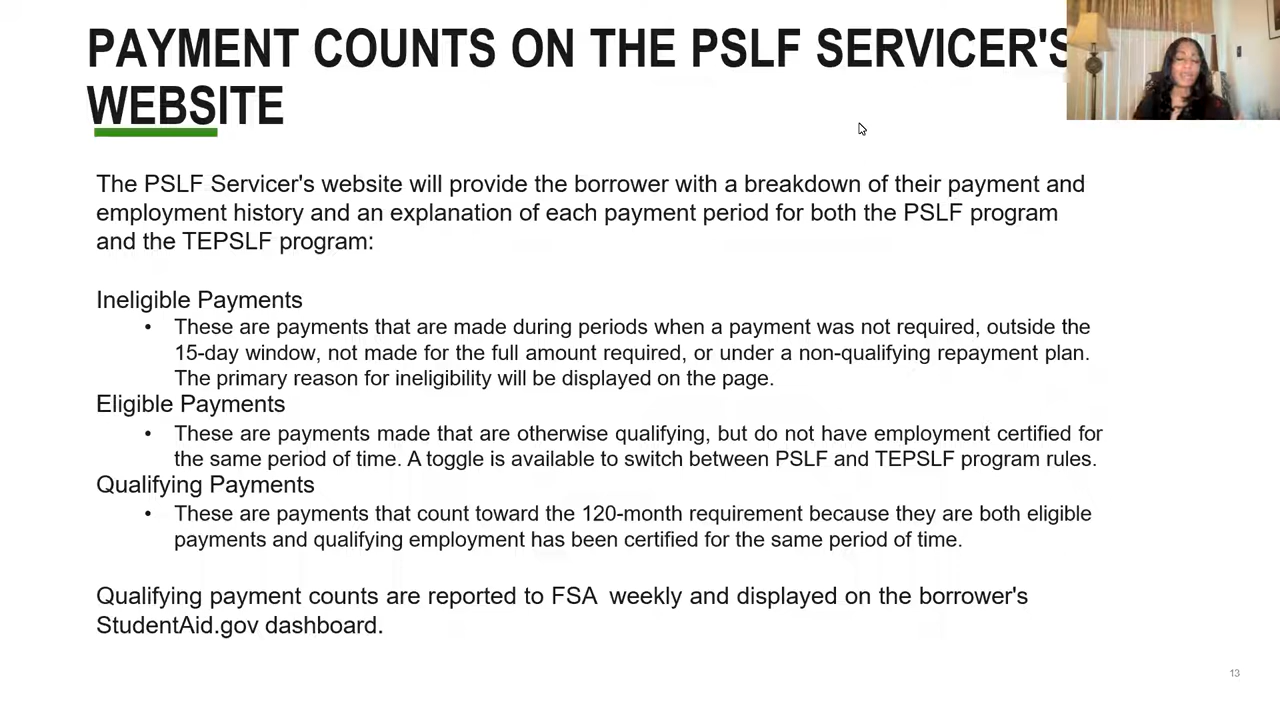 PAYMENT COUNTS ON THE PSLF SERVICER'S
WEBSITE
The PSLF Servicer's website will provide the borrower with a breakdown of their payment and
employment history and an explanation of each payment period for both the PSLF program
and the TEPSLF program:
Ineligible Payments
• These are payments that are made during periods when a payment was not required, outside the
15-day window, not made for the full amount required, or under a non-qualifying repayment plan.
The primary reason for ineligibility will be displayed on the page.
Eligible Payments
• These are payments made that are otherwise qualifying, but do not have employment certified for
the same period of time. A toggle is available to switch between PSLF and TEPSLF program rules.
Qualifying Payments
• These are payments that count toward the 120-month requirement because they are both eligible
payments and qualifying employment has been certified for the same period of time.
Qualifying payment counts are reported to FSA weekly and displayed on the borrower's
StudentAid.gov dashboard.
13